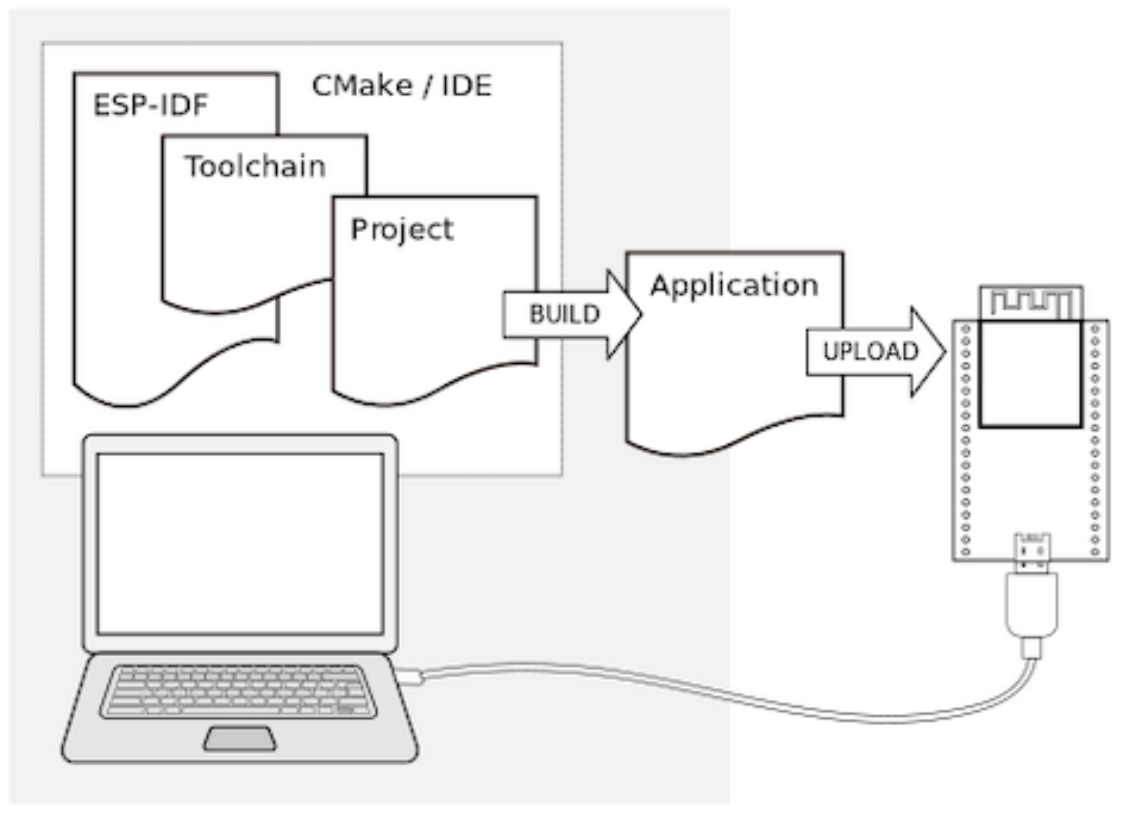 CMake / IDE
ESP-IDF
Toolchain
Project
BUILD
Application
UPLOAD